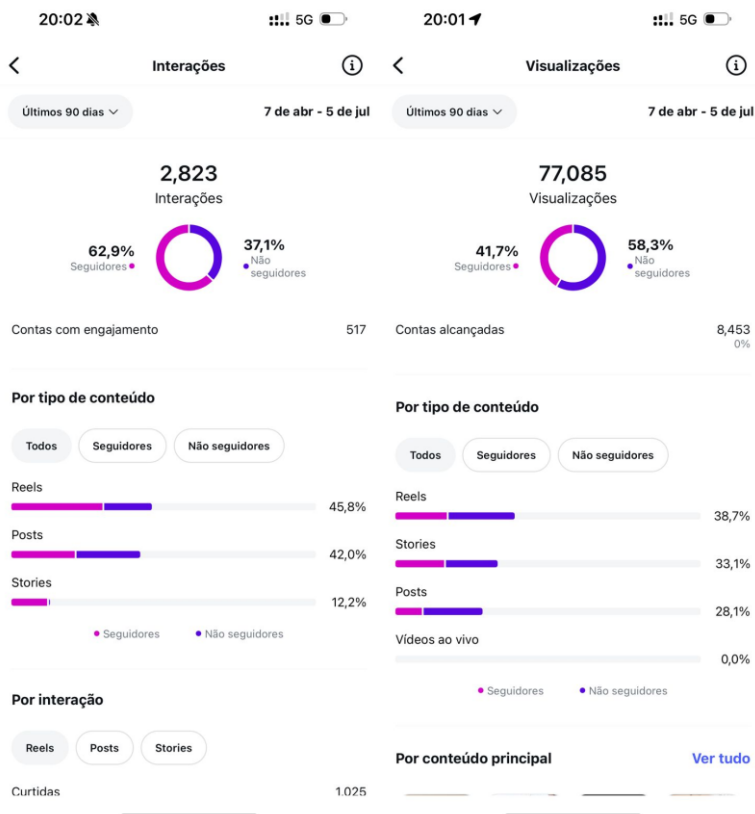 20:02
5G
Interações
Últimos 90 dias
7 de abr - 5 de jul
2,823
Interações
62,9%
Seguidores
37,1%
Não
seguidores
Contas com engajamento 517
Por tipo de conteúdo
Todos Seguidores Não seguidores
Reels
45,8%
Posts
42,0%
Stories
12,2%
Seguidores Não seguidores
Por interação
Reels Posts Stories
Curtidas 1.025
20:01
5G
Visualizações
Últimos 90 dias
7 de abr - 5 de jul
77,085
Visualizações
41,7%
Seguidores
58,3%
Não
seguidores
Contas alcançadas 8,453
0%
Por tipo de conteúdo
Todos Seguidores Não seguidores
Reels
38,7%
Stories
33,1%
Posts
28,1%
Vídeos ao vivo
0,0%
Seguidores Não seguidores
Por conteúdo principal Ver tudo